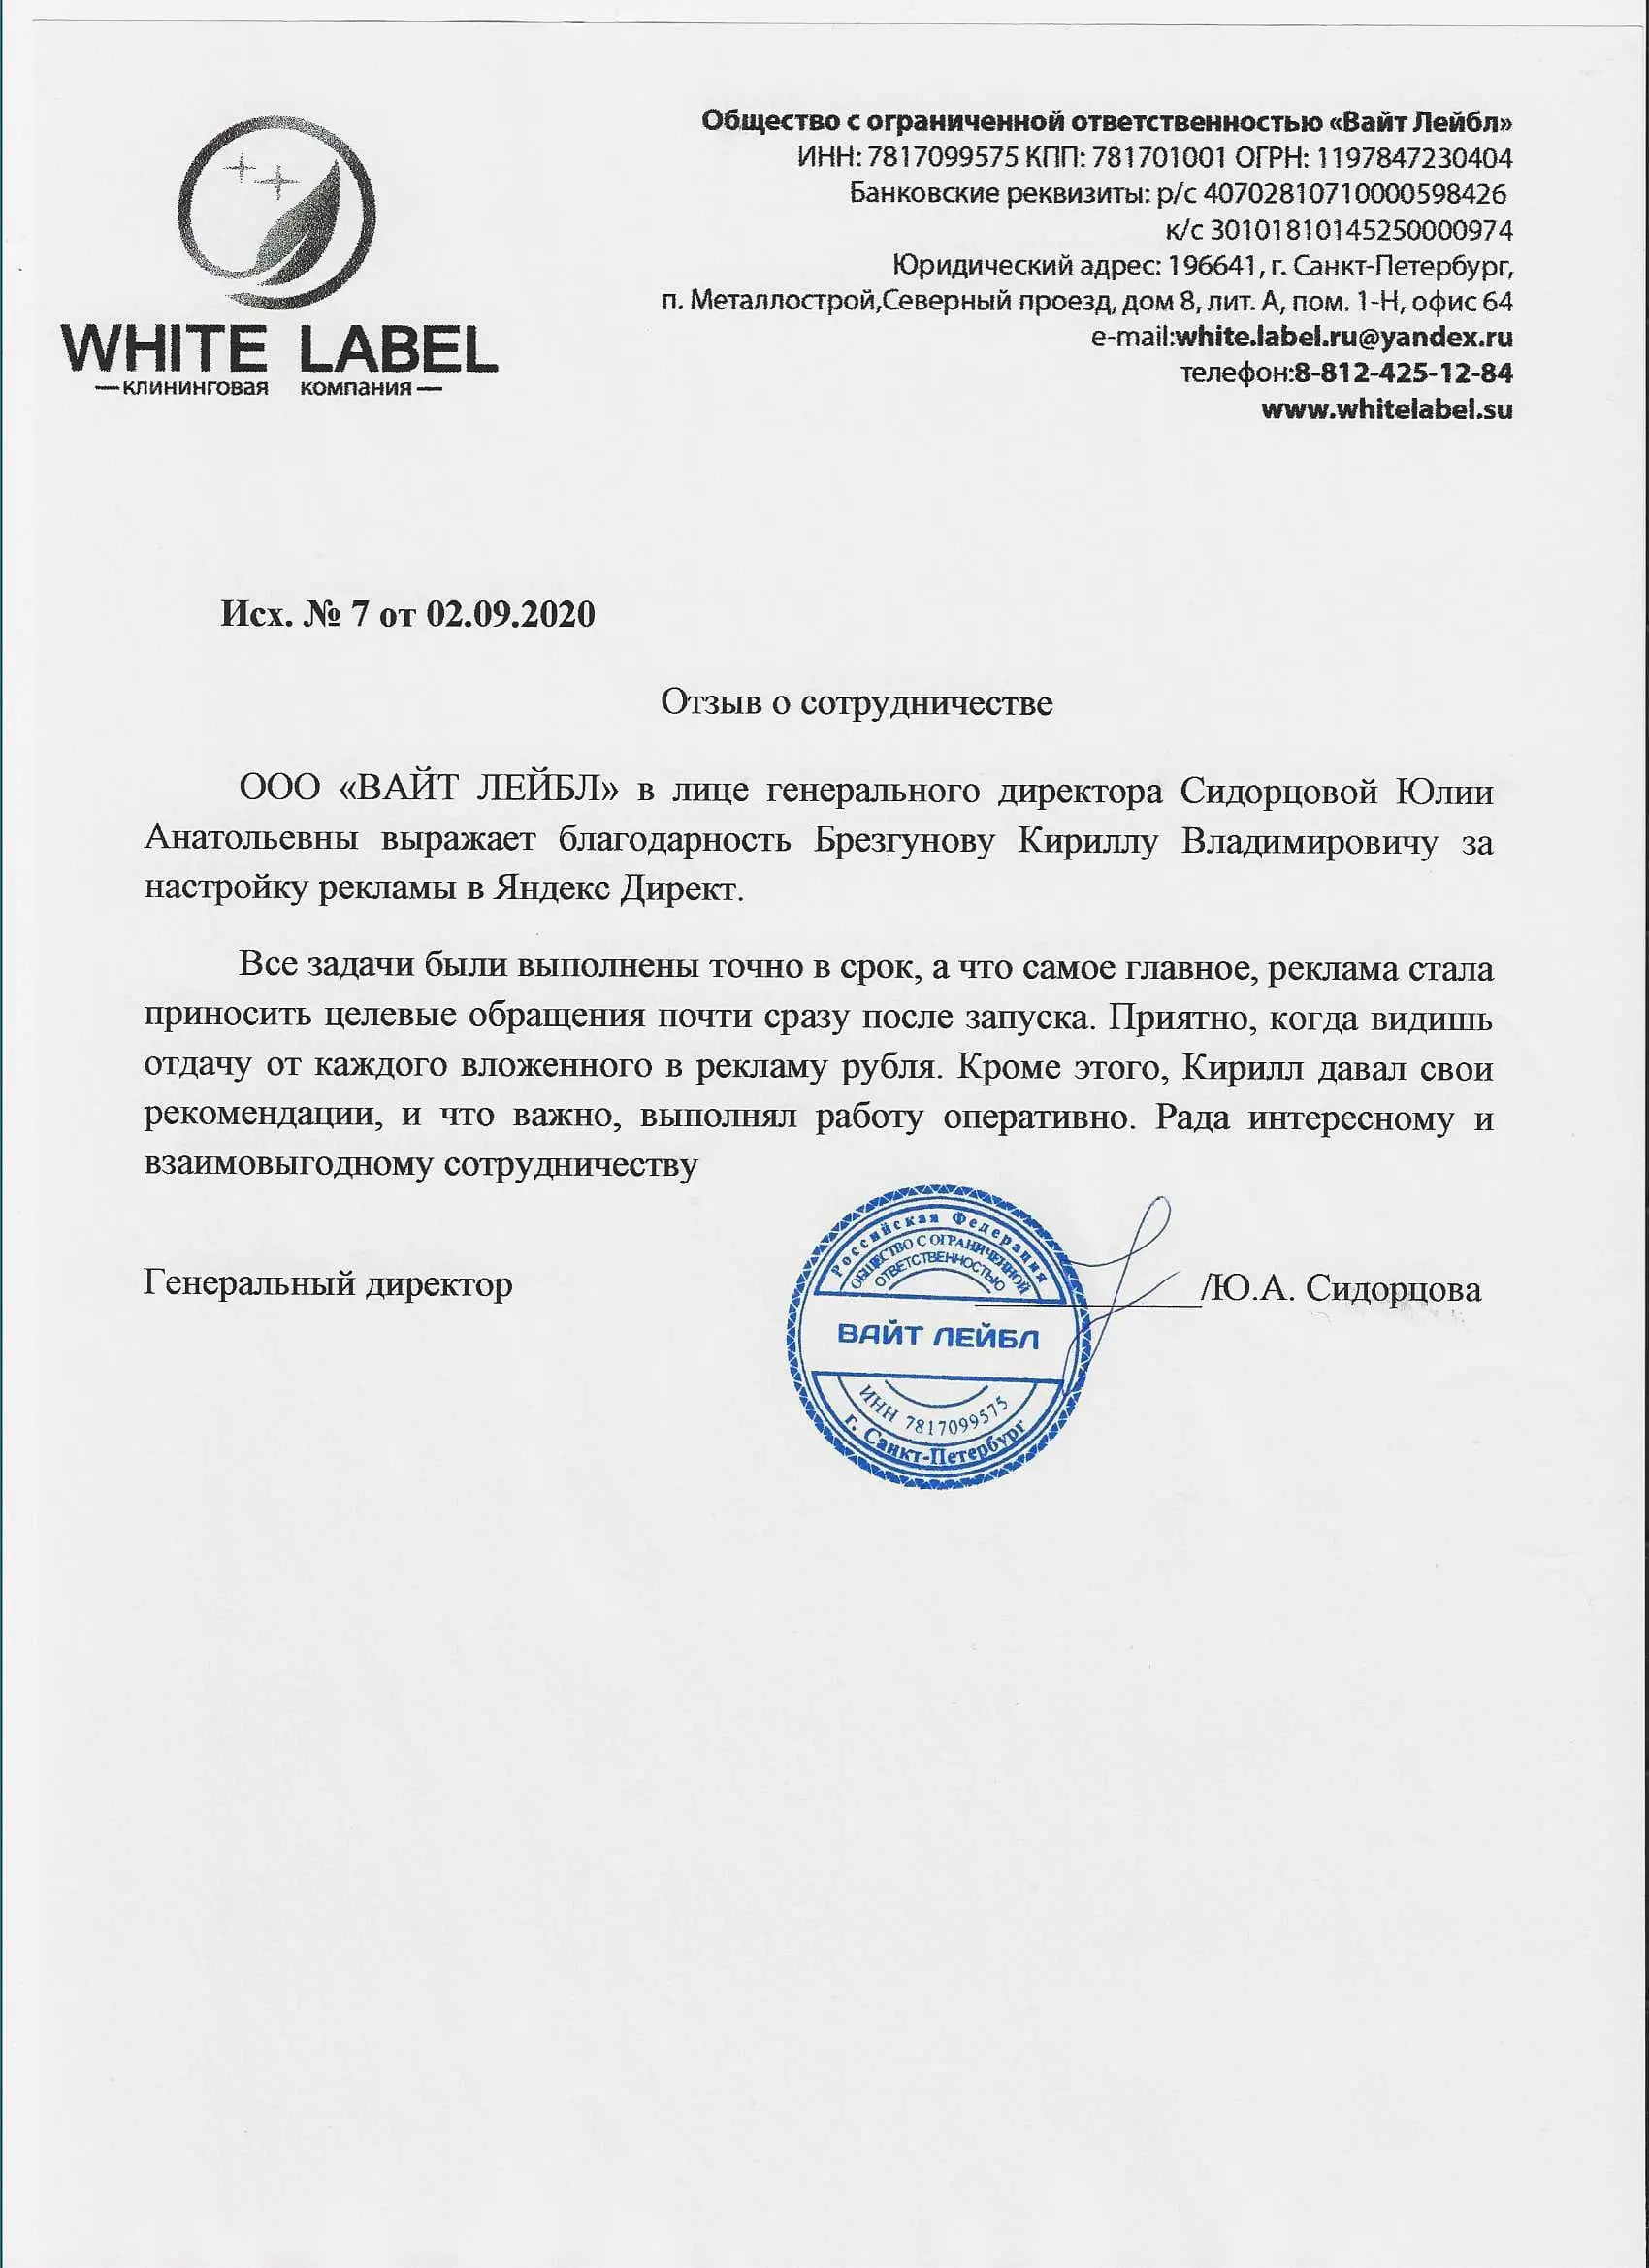 WHITE LABEL
—клининговая компания—
Общество с ограниченной ответственностью «Вайт Лейбл»
ИНН: 7817099575 КПП: 781701001 ОГРН: 1197847230404
Банковские реквизиты: р/с 40702810710000598426
к/с 30101810145250000974
Юридический адрес: 196641, г. Санкт-Петербург,
п. Металлострой,Северный проезд, дом 8, лит. А, пом. 1-Н, офис 64
e-mail:white.label.ru@yandex.ru
телефон:8-812-425-12-84
www.whitelabel.su
Исх. № 7 от 02.09.2020
Отзыв о сотрудничестве
ООО «ВАЙТ ЛЕЙБЛ» в лице генерального директора Сидорцовой Юлии
Анатольевны выражает благодарность Брезгунову Кириллу Владимировичу за
настройку рекламы в Яндекс Директ.
Все задачи были выполнены точно в срок, а что самое главное, реклама стала
приносить целевые обращения почти сразу после запуска. Приятно, когда видишь
отдачу от каждого вложенного в рекламу рубля. Кроме этого, Кирилл давал свои
рекомендации, и что важно, выполнял работу оперативно. Рада интересному и
взаимовыгодному сотрудничеству
Генеральный директор ____________/Ю.А. Сидорцова
Российская Федерация
ОБЩЕСТВО С ОГРАНИЧЕННОЙ
ОТВЕТСТВЕННОСТЬЮ
ВАЙТ ЛЕЙБЛ
ИНН 7817099575
г. Санкт-Петербург